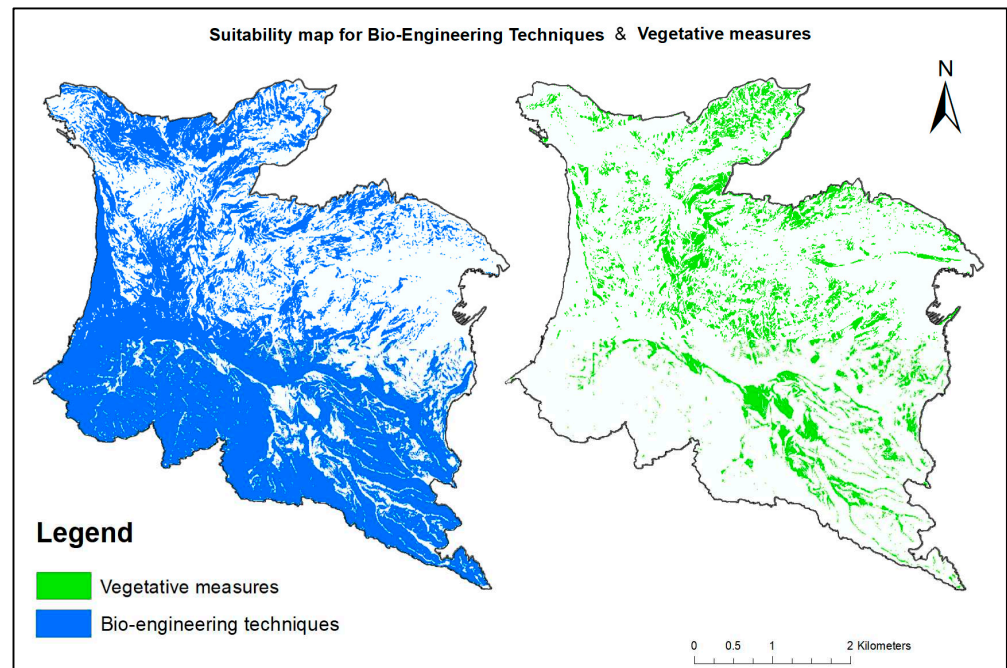 Suitability map for Bio-Engineering Techniques & Vegetative measures
N
Legend
Vegetative measures
Bio-engineering techniques
0 0.5 1 2 Kilometers